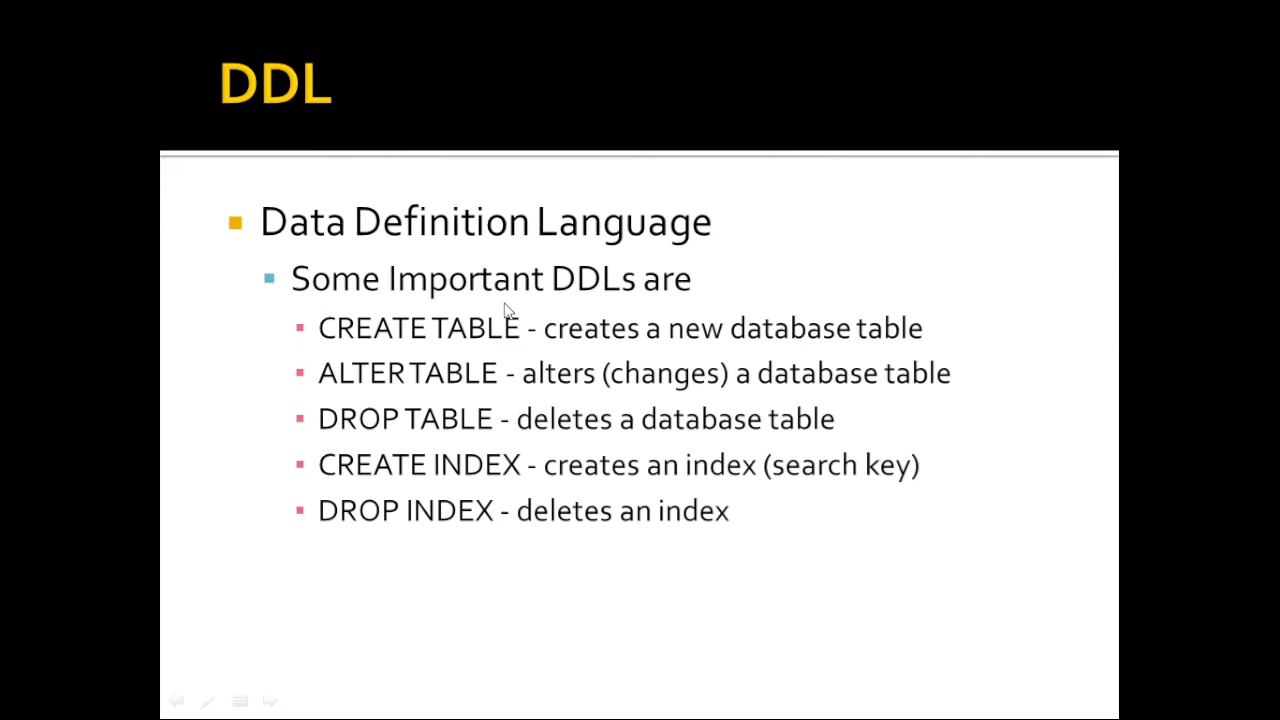 DDL
Data Definition Language
Some Important DDLs are
CREATE TABLE - creates a new database table
ALTER TABLE - alters (changes) a database table
DROP TABLE - deletes a database table
CREATE INDEX - creates an index (search key)
DROP INDEX - deletes an index